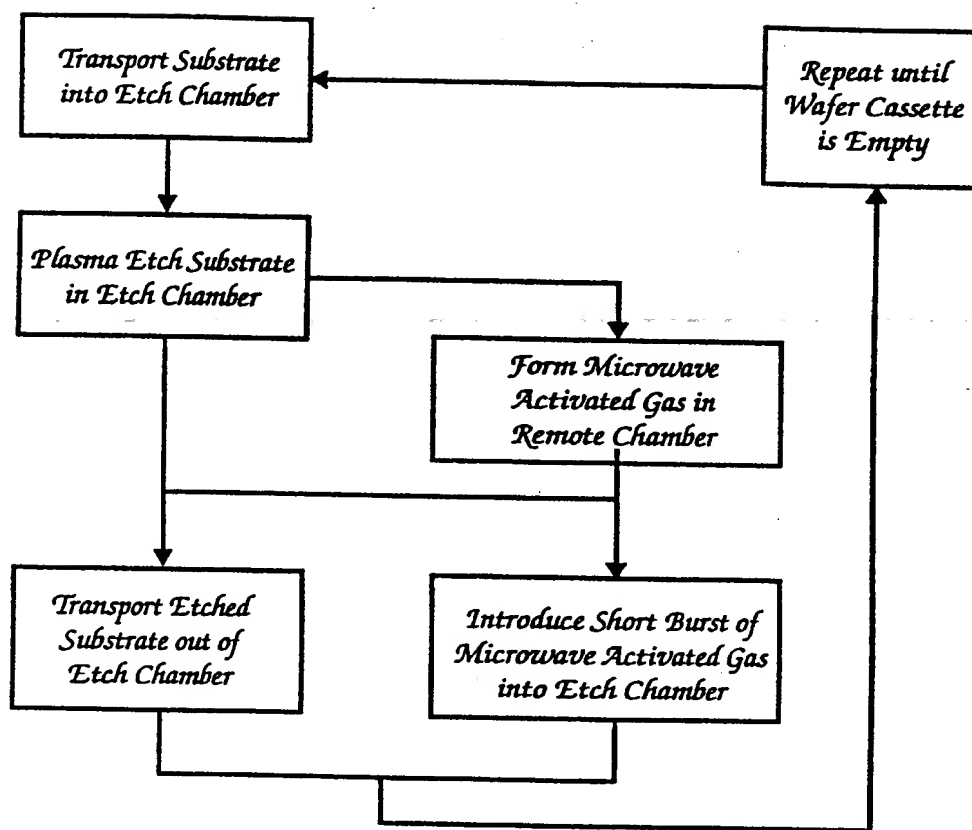 Transport Substrate
into Etch Chamber
Repeat until
Wafer Cassette
is Empty
Plasma Etch Substrate
in Etch Chamber
Form Microwave
Activated Gas in
Remote Chamber
Transport Etched
Substrate out of
Etch Chamber
Introduce Short Burst of
Microwave Activated Gas
into Etch Chamber